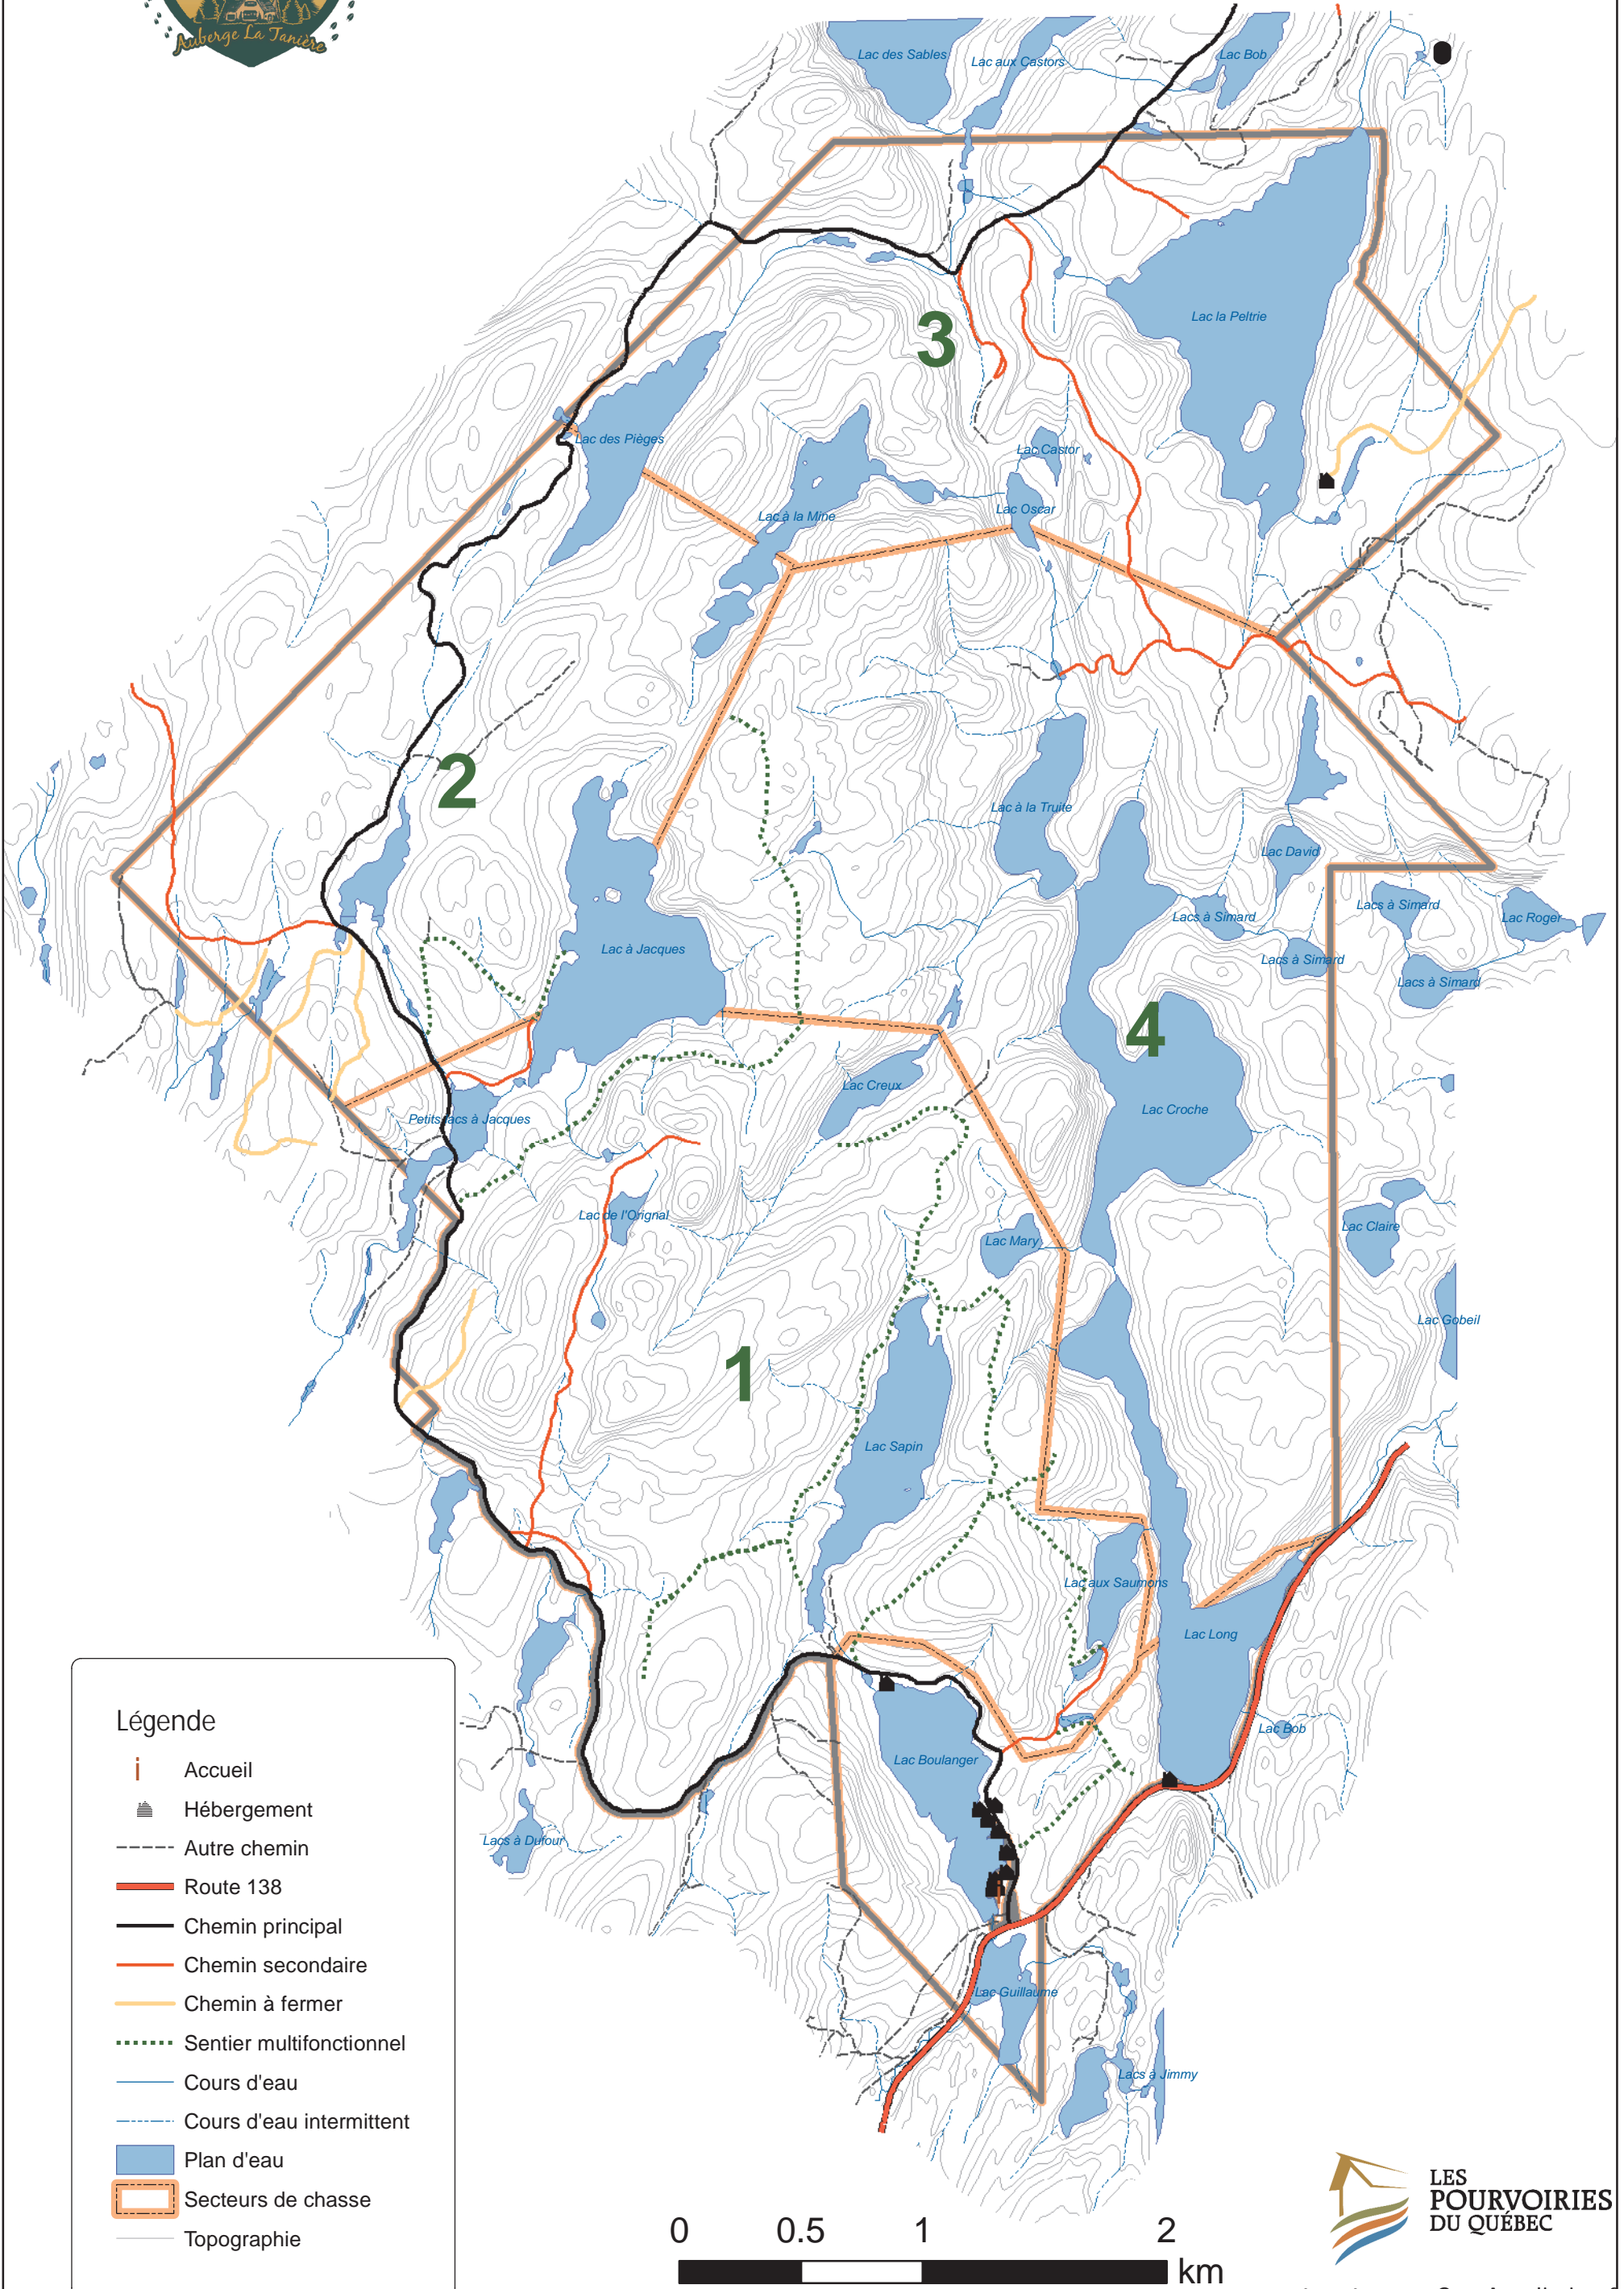 Auberge La Tanière
Lac des Sables
Lac aux Castors
Lac Bob
Lac la Peltrie
3
Lac des Pièges
Lac Castor
Lac à la Mine
Lac Oscar
2
Lac à la Truite
Lac David
Lacs à Simard
Lacs à Simard
Lac Roger
Lac à Jacques
Lacs à Simard
Lacs à Simard
4
Lac Creux
Lac Croche
Petits lacs à Jacques
Lac de l'Orignal
Lac Mary
Lac Claire
Lac Gobeil
1
Lac Sapin
Lac aux Saumons
Lac Long
Lac Bob
Lac Boulanger
Lacs à Dufour
Lac Guillaume
Lacs à Jimmy
Légende
Accueil
Hébergement
Autre chemin
Route 138
Chemin principal
Chemin secondaire
Chemin à fermer
Sentier multifonctionnel
Cours d'eau
Cours d'eau intermittent
Plan d'eau
Secteurs de chasse
Topographie
0 0.5 1 2
km
LES
POURVOIRIES
DU QUÉBEC